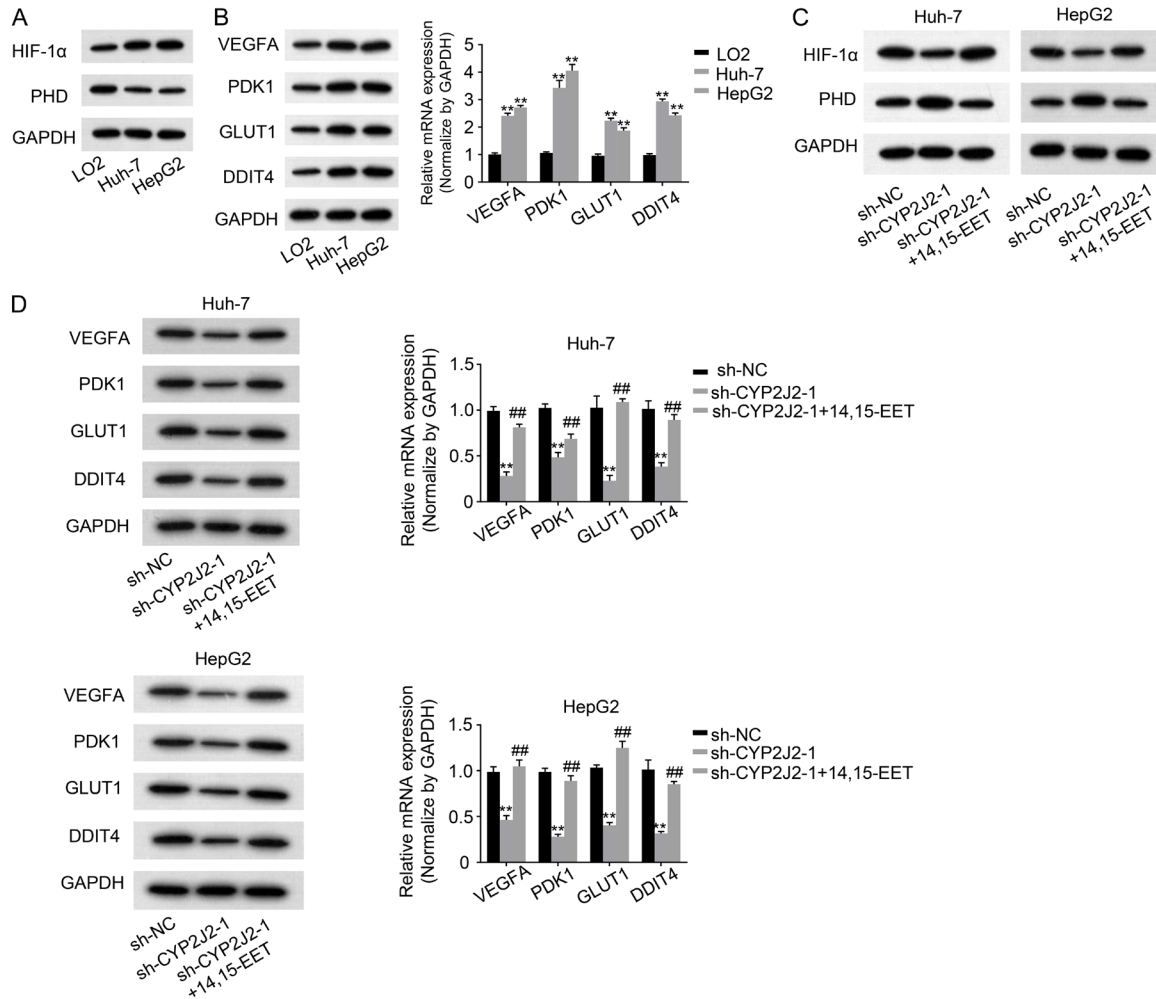 A
HIF-1α
PHD
GAPDH
LO2
Huh-7
HepG2
B
VEGFA
PDK1
GLUT1
DDIT4
GAPDH
LO2
Huh-7
HepG2
Relative mRNA expression
(Normalize by GAPDH)
5
4
3
2
1
0
**
**
**
**
**
**
**
**
VEGFA
PDK1
GLUT1
DDIT4
LO2
Huh-7
HepG2
C
Huh-7
HepG2
HIF-1α
PHD
GAPDH
sh-NC
sh-CYP2J2-1
sh-CYP2J2-1
+14,15-EET
sh-NC
sh-CYP2J2-1
sh-CYP2J2-1
+14,15-EET
D
Huh-7
VEGFA
PDK1
GLUT1
DDIT4
GAPDH
sh-NC
sh-CYP2J2-1
sh-CYP2J2-1
+14,15-EET
Huh-7
Relative mRNA expression
(Normalize by GAPDH)
1.5
1.0
0.5
0
**
##
**
##
**
##
**
##
VEGFA
PDK1
GLUT1
DDIT4
sh-NC
sh-CYP2J2-1
sh-CYP2J2-1+14,15-EET
HepG2
VEGFA
PDK1
GLUT1
DDIT4
GAPDH
sh-NC
sh-CYP2J2-1
sh-CYP2J2-1
+14,15-EET
HepG2
Relative mRNA expression
(Normalize by GAPDH)
1.5
1.0
0.5
0
**
##
**
##
**
##
**
##
VEGFA
PDK1
GLUT1
DDIT4
sh-NC
sh-CYP2J2-1
sh-CYP2J2-1+14,15-EET